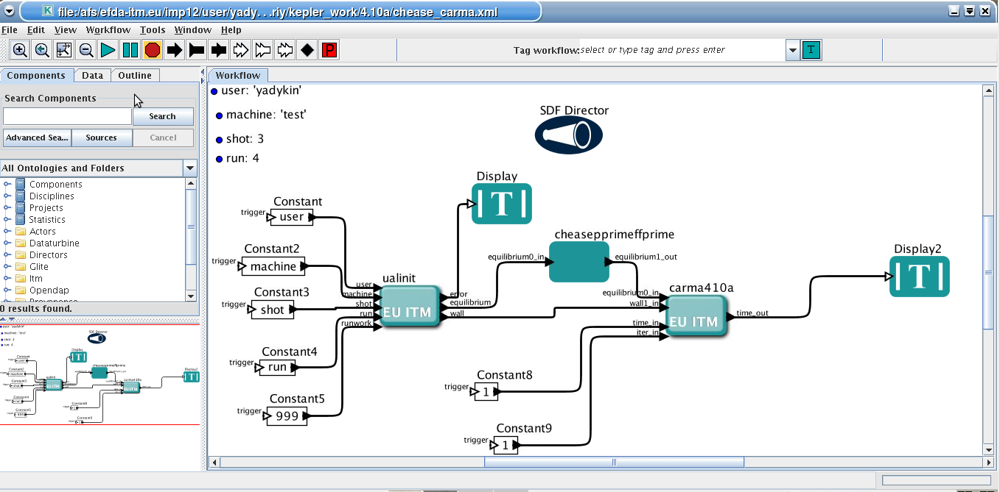 file:/afs/efda-itm.eu/imp12/user/yady. . .riy/kepler_work/4.10a/chease_carma.xml
File Edit View Workflow Tools Window Help
P
Tag workflow: select or type tag and press enter
T
Components Data Outline
Search Components
Search
Advanced Sea... Sources Cancel
All Ontologies and Folders
Components
Disciplines
Projects
Statistics
Actors
Dataturbine
Directors
Glite
Itm
Opendap
0 results found.
Workflow
user: 'yadykin'
machine: 'test'
shot: 3
run: 4
SDF Director
Display
T
Constant
trigger
user
Constant2
trigger
machine
Constant3
trigger
shot
Constant4
trigger
run
Constant5
trigger
999
ualinit
user
machine
shot
run
runwork
EU ITM
error
equilibrium
wall
cheasepprimeffprime
equilibrium0_in
equilibrium1_out
carma410a
equilibrium0_in
wall1_in
time_in
iter_in
EU ITM
time_out
Display2
T
Constant8
trigger
1
Constant9
trigger
1